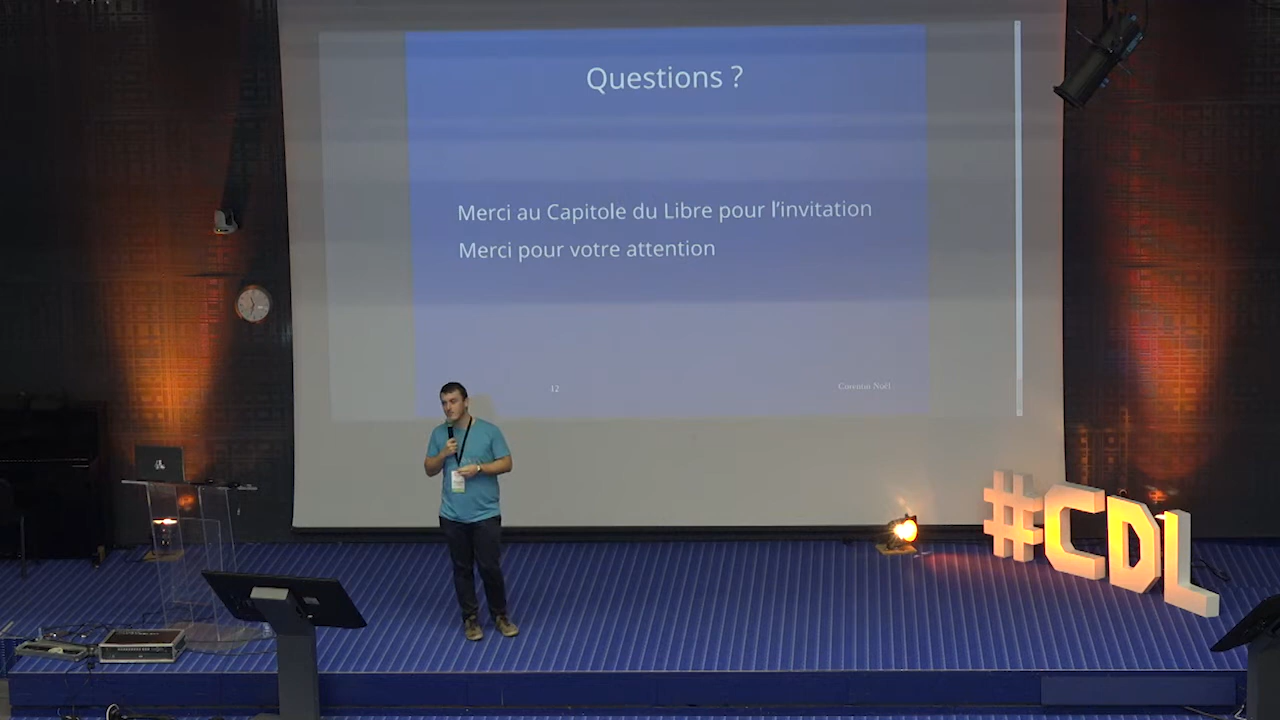 Questions ?
Merci au Capitole du Libre pour l’invitation
Merci pour votre attention
12
Corentin Noël
#CDL